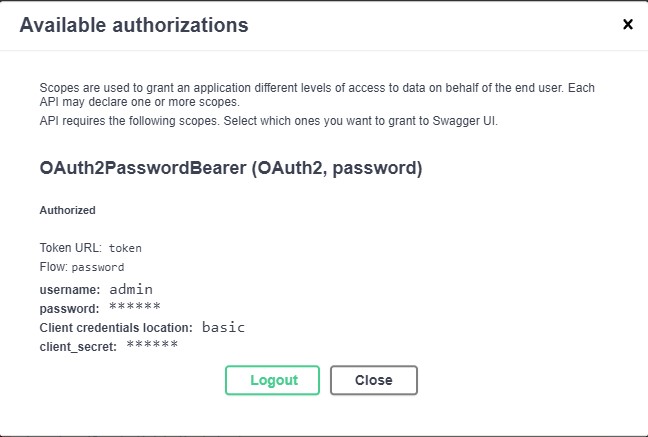 Available authorizations
Scopes are used to grant an application different levels of access to data on behalf of the end user. Each
API may declare one or more scopes.
API requires the following scopes. Select which ones you want to grant to Swagger UI.
OAuth2PasswordBearer (OAuth2, password)
Authorized
Token URL: token
Flow: password
username: admin
password: ******
Client credentials location: basic
client_secret: ******
Logout Close